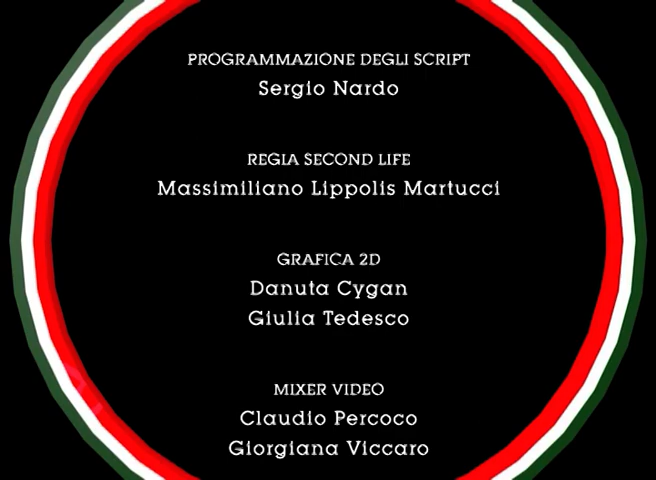 PROGRAMMAZIONE DEGLI SCRIPT
Sergio Nardo
REGIA SECOND LIFE
Massimiliano Lippolis Martucci
GRAFICA 2D
Danuta Cygan
Giulia Tedesco
MIXER VIDEO
Claudio Percoco
Giorgiana Viccaro